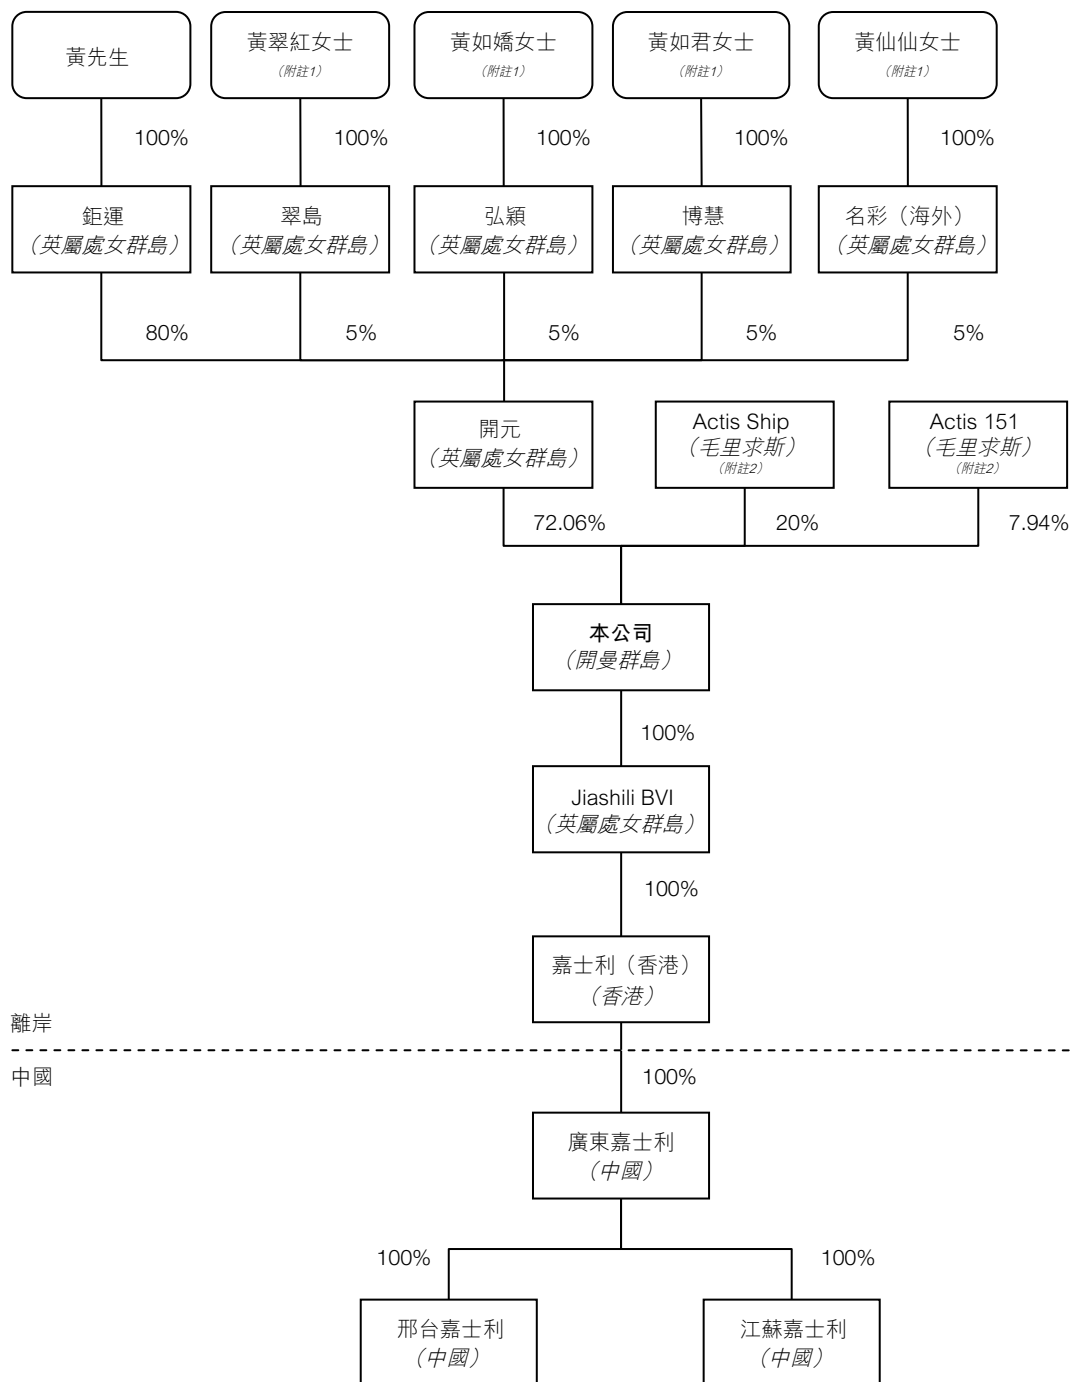 黃先生
黃翠紅女士
（附註1）
黃如嬌女士
（附註1）
黃如君女士
（附註1）
黃仙仙女士
（附註1）
100%
100%
100%
100%
100%
鉅運
（英屬處女群島）
翠島
（英屬處女群島）
弘穎
（英屬處女群島）
博慧
（英屬處女群島）
名彩（海外）
（英屬處女群島）
80%
5%
5%
5%
5%
開元
（英屬處女群島）
Actis Ship
（毛里求斯）
（附註2）
Actis 151
（毛里求斯）
（附註2）
72.06%
20%
7.94%
本公司
（開曼群島）
100%
Jiashili BVI
（英屬處女群島）
100%
嘉士利（香港）
（香港）
離岸
中國
100%
廣東嘉士利
（中國）
100%
100%
邢台嘉士利
（中國）
江蘇嘉士利
（中國）